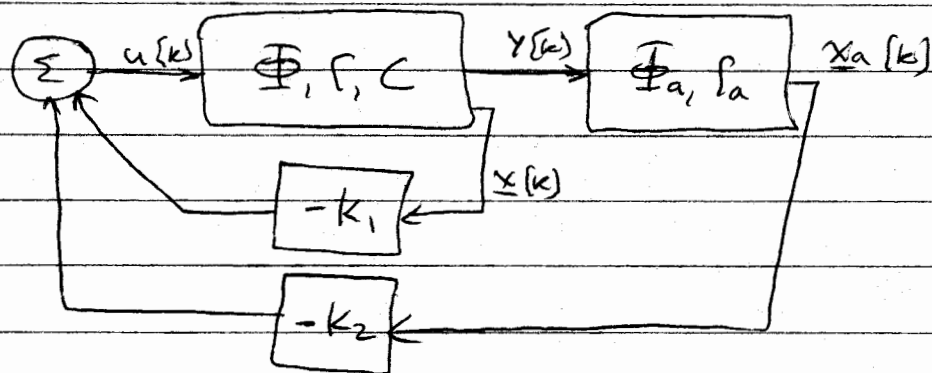 Σ u[k] Φ, Γ, C y[k] Φa, Γa xa[k]
-K1 x[k]
-K2